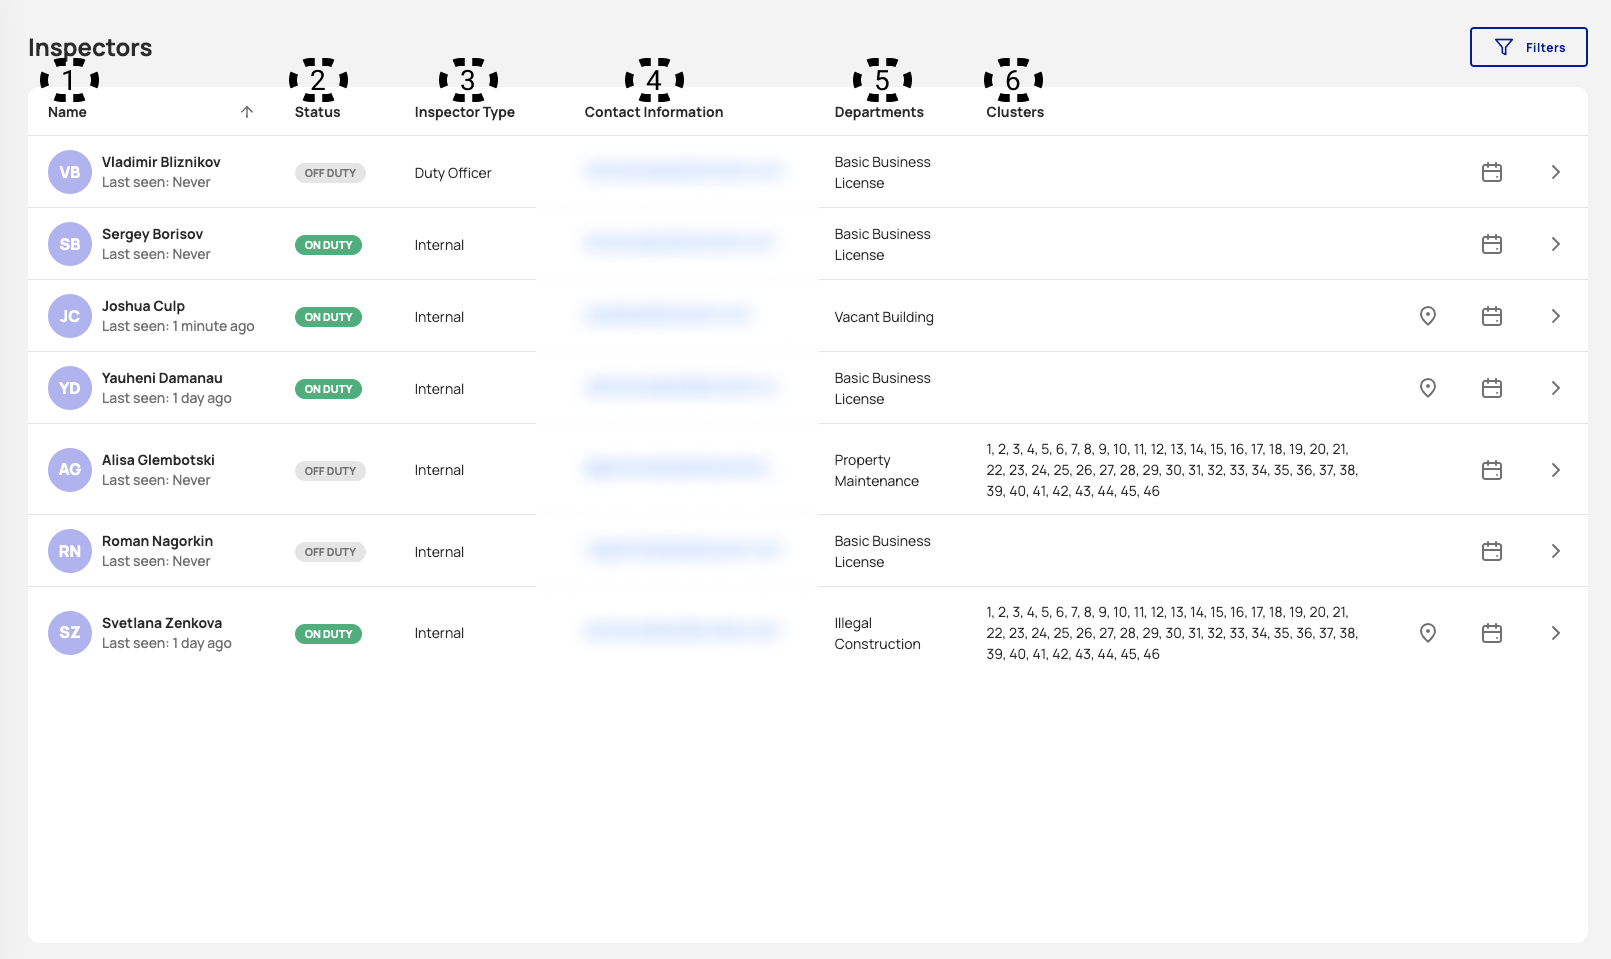 Inspectors
Filters
1 2 3 4 5 6
Name Status Inspector Type Contact Information Departments Clusters
VB Vladimir Bliznikov
Last seen: Never
OFF DUTY
Duty Officer
Basic Business
License
SB Sergey Borisov
Last seen: Never
ON DUTY
Internal
Basic Business
License
JC Joshua Culp
Last seen: 1 minute ago
ON DUTY
Internal
Vacant Building
YD Yauheni Damanau
Last seen: 1 day ago
ON DUTY
Internal
Basic Business
License
AG Alisa Glembotski
Last seen: Never
OFF DUTY
Internal
Property
Maintenance
1, 2, 3, 4, 5, 6, 7, 8, 9, 10, 11, 12, 13, 14, 15, 16, 17, 18, 19, 20, 21,
22, 23, 24, 25, 26, 27, 28, 29, 30, 31, 32, 33, 34, 35, 36, 37, 38,
39, 40, 41, 42, 43, 44, 45, 46
RN Roman Nagorkin
Last seen: Never
OFF DUTY
Internal
Basic Business
License
SZ Svetlana Zenkova
Last seen: 1 day ago
ON DUTY
Internal
Illegal
Construction
1, 2, 3, 4, 5, 6, 7, 8, 9, 10, 11, 12, 13, 14, 15, 16, 17, 18, 19, 20, 21,
22, 23, 24, 25, 26, 27, 28, 29, 30, 31, 32, 33, 34, 35, 36, 37, 38,
39, 40, 41, 42, 43, 44, 45, 46